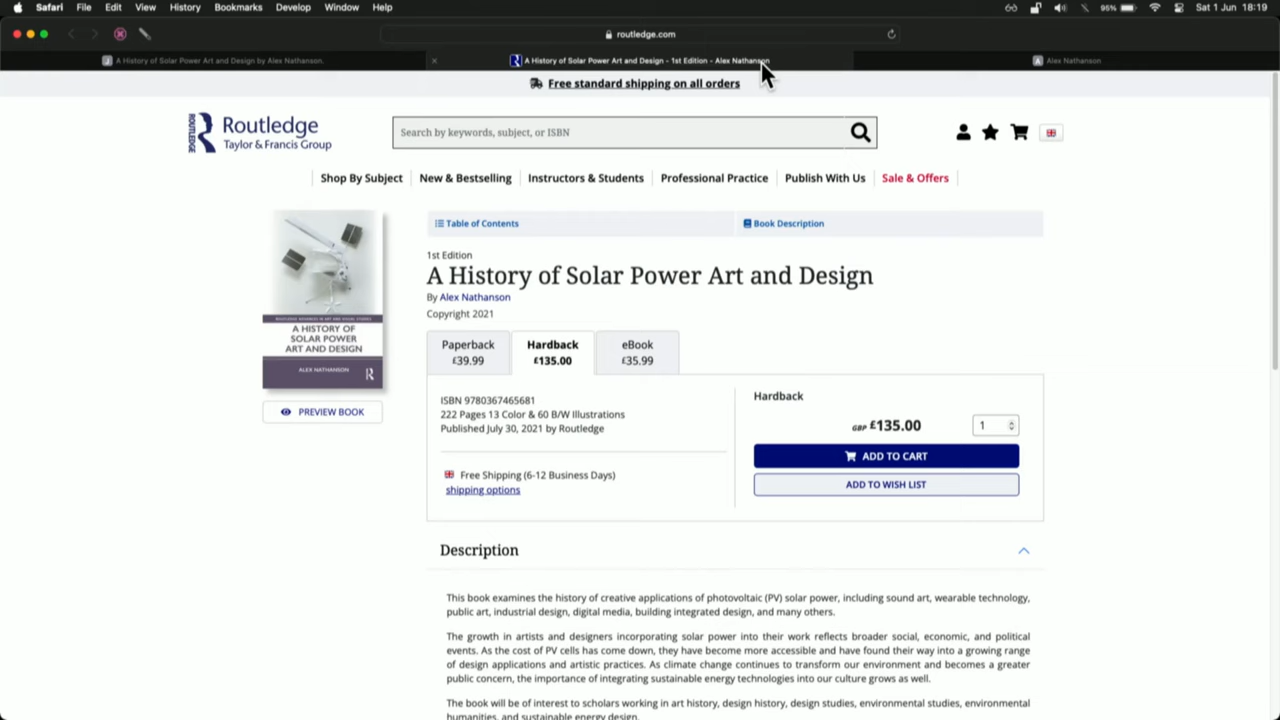 Safari File Edit View History Bookmarks Develop Window Help 95% Sat 1 Jun 18:19
routledge.com
A History of Solar Power Art and Design by Alex Nathanson.
A History of Solar Power Art and Design - 1st Edition - Alex Nathanson
Alex Nathanson
Free standard shipping on all orders
ROUTLEDGE
Routledge
Taylor & Francis Group
Search by keywords, subject, or ISBN
Shop By Subject New & Bestselling Instructors & Students Professional Practice Publish With Us Sale & Offers
Table of Contents Book Description
1st Edition
A History of Solar Power Art and Design
By Alex Nathanson
Copyright 2021
ROUTLEDGE ADVANCES IN ART AND VISUAL STUDIES
A HISTORY OF
SOLAR POWER
ART AND DESIGN
ALEX NATHANSON
PREVIEW BOOK
Paperback
£39.99
Hardback
£135.00
eBook
£35.99
ISBN 9780367465681
222 Pages 13 Color & 60 B/W Illustrations
Published July 30, 2021 by Routledge
Free Shipping (6-12 Business Days)
shipping options
Hardback
GBP £135.00 1
ADD TO CART
ADD TO WISH LIST
Description
This book examines the history of creative applications of photovoltaic (PV) solar power, including sound art, wearable technology,
public art, industrial design, digital media, building integrated design, and many others.
The growth in artists and designers incorporating solar power into their work reflects broader social, economic, and political
events. As the cost of PV cells has come down, they have become more accessible and have found their way into a growing range
of design applications and artistic practices. As climate change continues to transform our environment and becomes a greater
public concern, the importance of integrating sustainable energy technologies into our culture grows as well.
The book will be of interest to scholars working in art history, design history, design studies, environmental studies, environmental
humanities, and sustainable energy design.